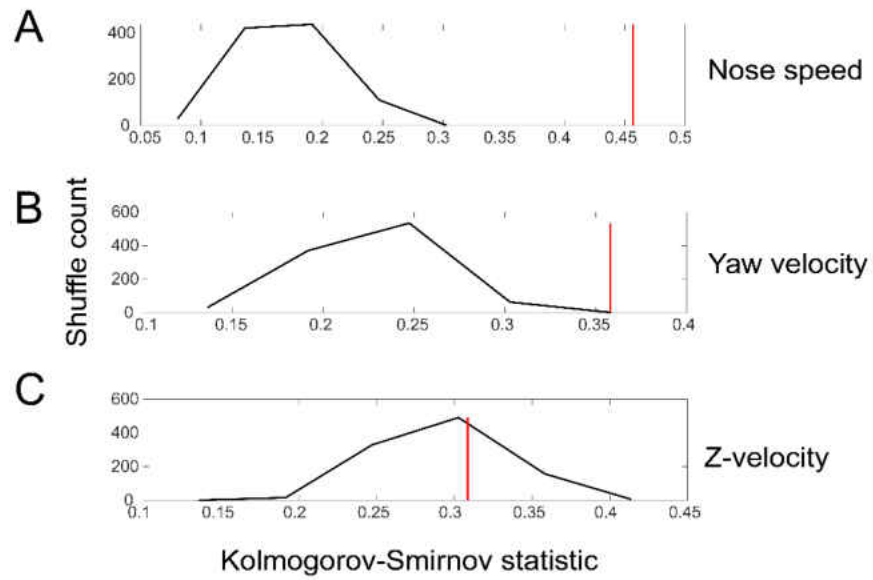 A
400
200
0
0.05 0.1 0.15 0.2 0.25 0.3 0.35 0.4 0.45 0.5
Nose speed
B
600
400
200
0
0.1 0.15 0.2 0.25 0.3 0.35 0.4
Yaw velocity
Shuffle count
C
600
400
200
0
0.1 0.15 0.2 0.25 0.3 0.35 0.4 0.45
Z-velocity
Kolmogorov-Smirnov statistic